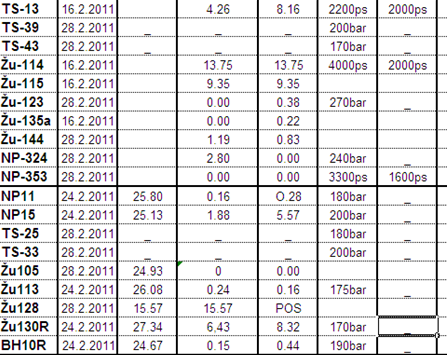 TS-13 16.2.2011 4.26 8.16 2200ps 2000ps
TS-39 28.2.2011 _ _ 200bar _
TS-43 28.2.2011 _ _ 170bar _
Žu-114 16.2.2011 13.75 13.75 4000ps 2000ps
Žu-115 16.2.2011 9.35 9.35
Žu-123 28.2.2011 0.00 0.38 270bar _
Žu-135a 16.2.2011 0.00 0.22
Žu-144 28.2.2011 1.19 0.83
NP-324 28.2.2011 2.80 0.00 240bar _
NP-353 28.2.2011 0.00 0.00 3300ps 1600ps
NP11 24.2.2011 25.80 0.16 O.28 180bar _
NP15 24.2.2011 25.13 1.88 5.57 200bar _
TS-25 28.2.2011 _ _ _ 180bar _
TS-33 28.2.2011 _ _ _ 200bar _
Žu105 28.2.2011 24.93 0 0.00
Žu113 24.2.2011 26.08 0.24 0.16 175bar _
Žu128 28.2.2011 15.57 15.57 POS
Žu130R 24.2.2011 27.34 6,43 8.32 170bar _
BH10R 24.2.2011 24.67 0.15 0.44 190bar _